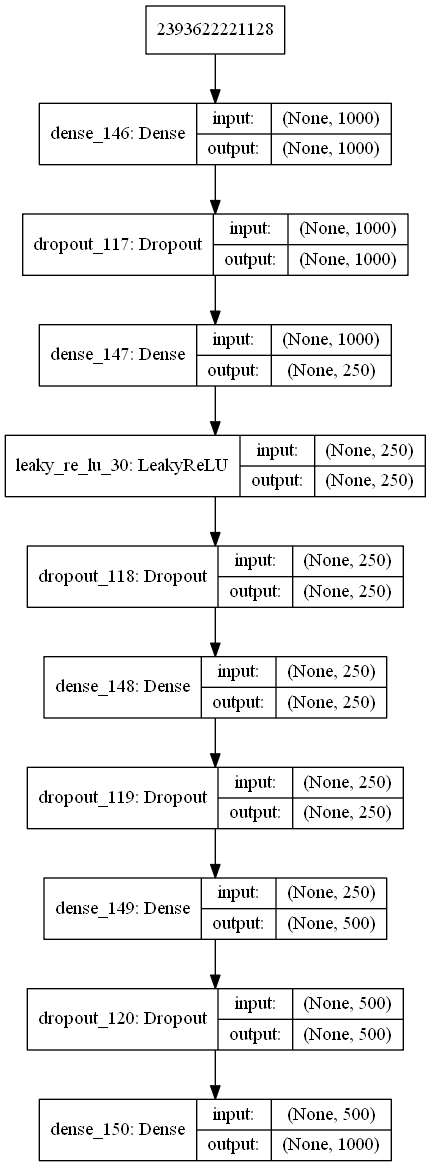 2393622221128
dense_146: Dense
input: (None, 1000)
output: (None, 1000)
dropout_117: Dropout
input: (None, 1000)
output: (None, 1000)
dense_147: Dense
input: (None, 1000)
output: (None, 250)
leaky_re_lu_30: LeakyReLU
input: (None, 250)
output: (None, 250)
dropout_118: Dropout
input: (None, 250)
output: (None, 250)
dense_148: Dense
input: (None, 250)
output: (None, 250)
dropout_119: Dropout
input: (None, 250)
output: (None, 250)
dense_149: Dense
input: (None, 250)
output: (None, 500)
dropout_120: Dropout
input: (None, 500)
output: (None, 500)
dense_150: Dense
input: (None, 500)
output: (None, 1000)